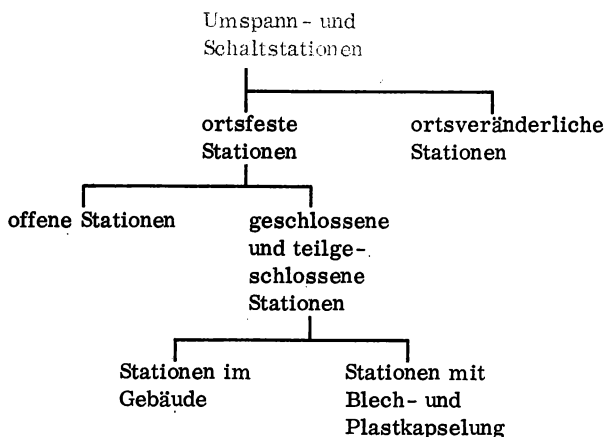 Umspann- und
Schaltstationen
ortsfeste
Stationen
ortsveränderliche
Stationen
offene Stationen
geschlossene
und teilge-
schlossene
Stationen
Stationen im
Gebäude
Stationen mit
Blech- und
Plastkapselung